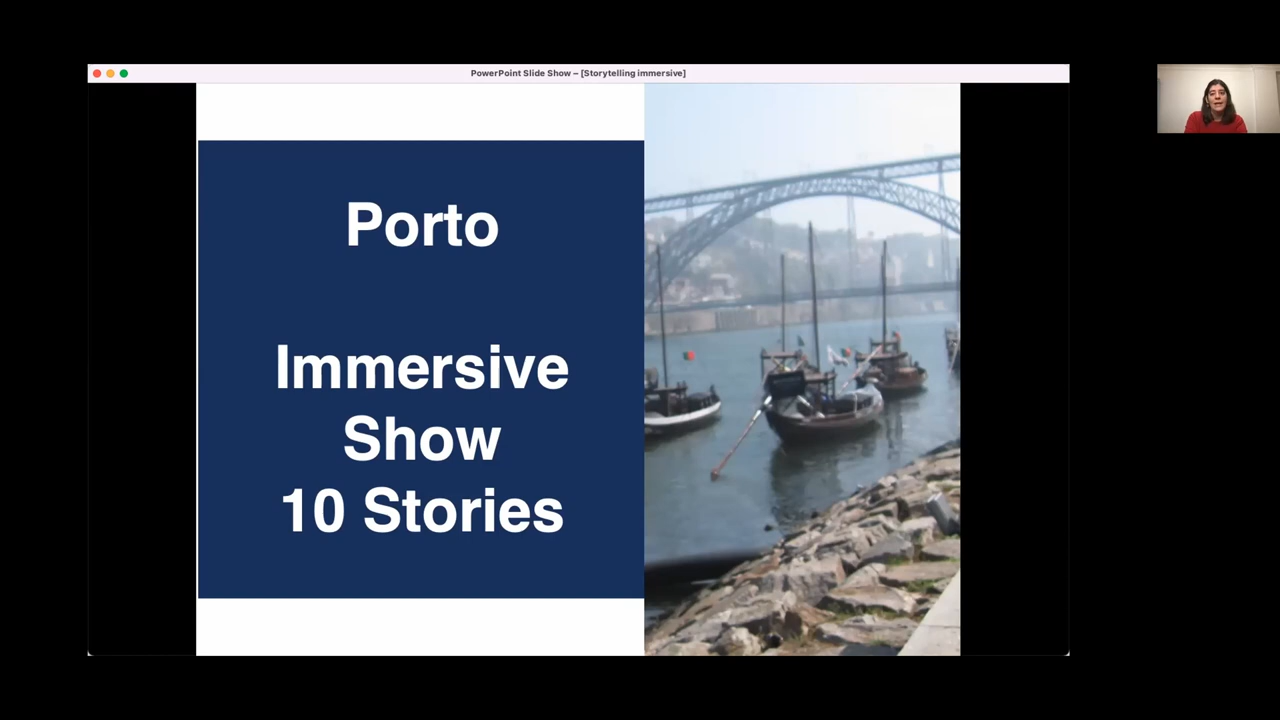 PowerPoint Slide Show – [Storytelling immersive]
Porto
Immersive
Show
10 Stories